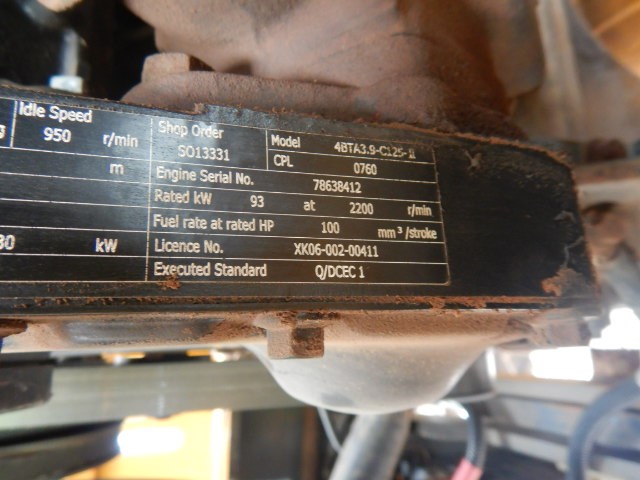 Idle Speed
950 r/min
m
80 kW
Shop Order
SO13331
Model 4BTA3.9-C125-II
CPL 0760
Engine Serial No. 78638412
Rated kW 93 at 2200 r/min
Fuel rate at rated HP 100 mm³/stroke
Licence No. XK06-002-00411
Executed Standard Q/DCEC 1